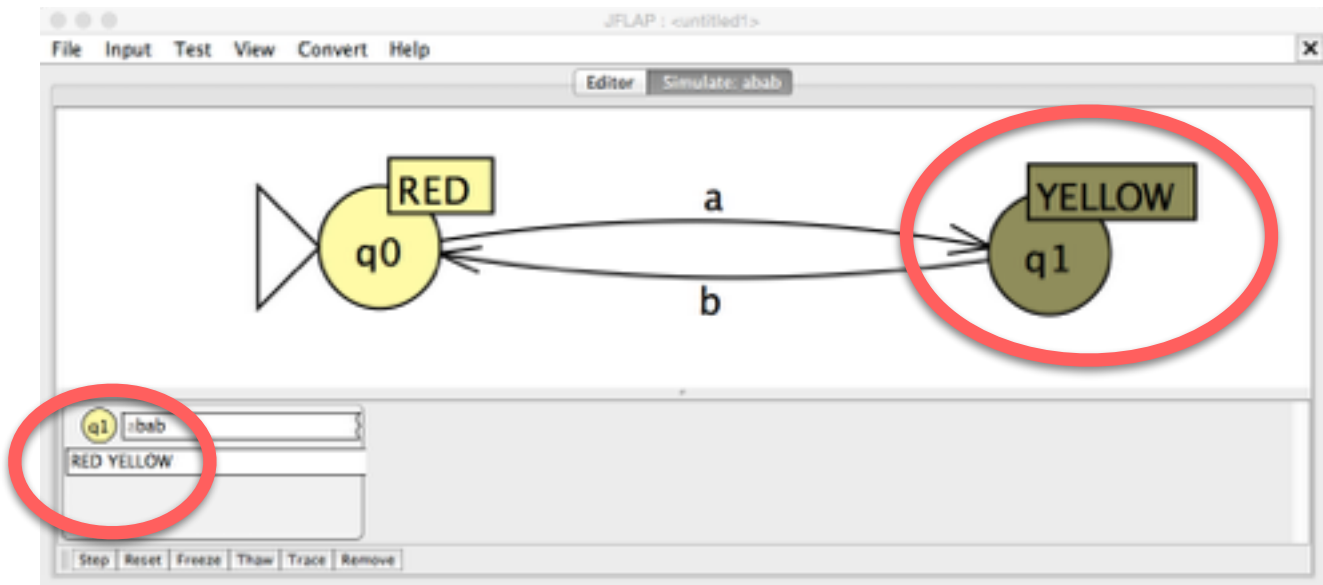 JFLAP : <untitled1>
File Input Test View Convert Help
Editor Simulate: abab
RED
YELLOW
a
q0
q1
b
q1 abab
RED YELLOW
Step Reset Freeze Thaw Trace Remove